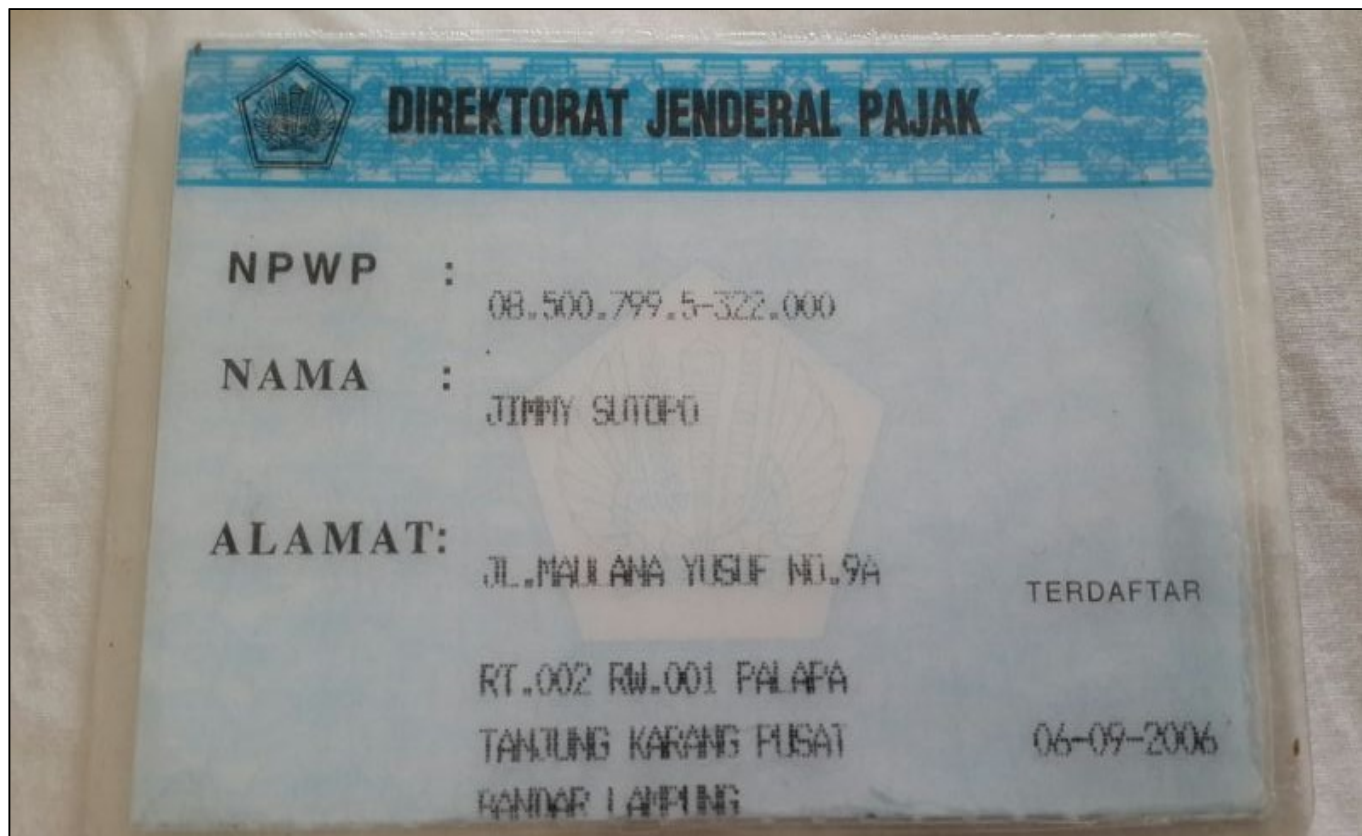 DIREKTORAT JENDERAL PAJAK
NPWP : 08.500.799.5-322.000
NAMA : JIMMY SUTOPO
ALAMAT: JL.MAULANA YUSUF NO.9A
TERDAFTAR
RT.002 RW.001 PALAPA
TANJUNG KARANG PUSAT 06-09-2006
BANDAR LAMPUNG